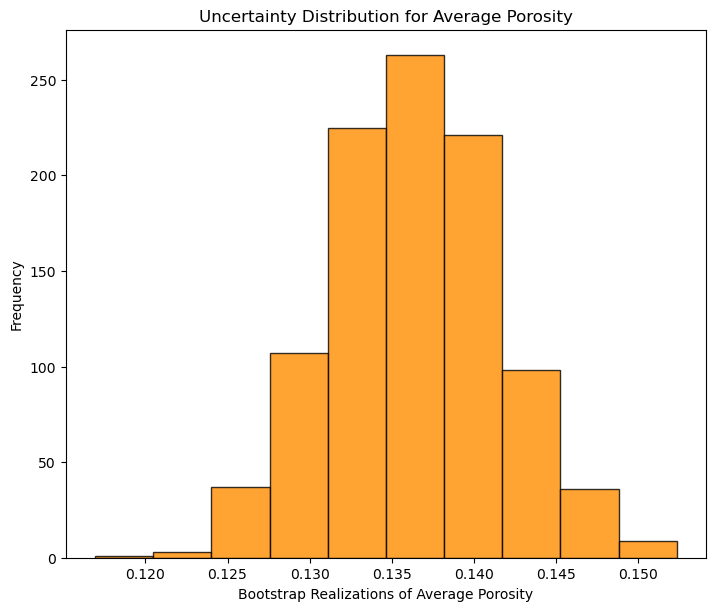 Uncertainty Distribution for Average Porosity
Frequency
250
200
150
100
50
0
0.120 0.125 0.130 0.135 0.140 0.145 0.150
Bootstrap Realizations of Average Porosity